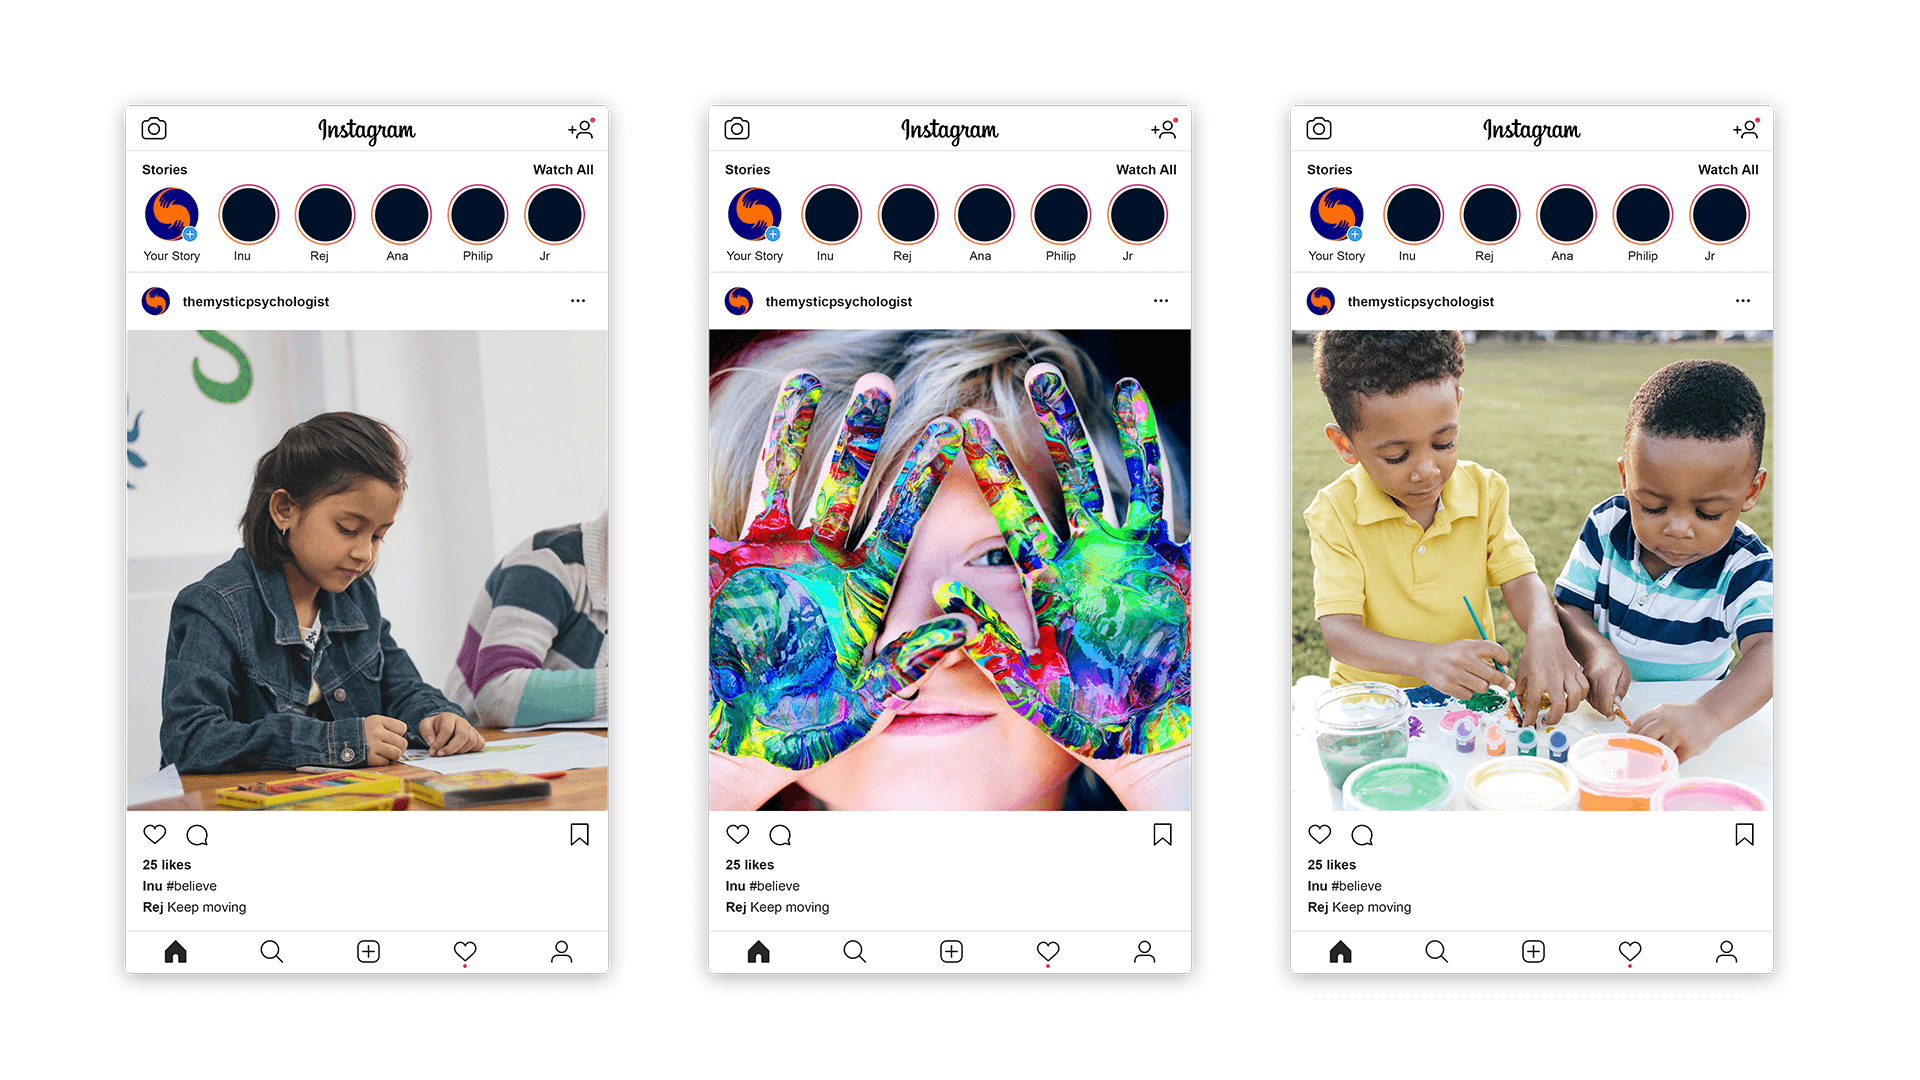 Instagram
Stories Watch All
Your Story Inu Rej Ana Philip Jr
themysticpsychologist
25 likes
Inu #believe
Rej Keep moving
Instagram
Stories Watch All
Your Story Inu Rej Ana Philip Jr
themysticpsychologist
25 likes
Inu #believe
Rej Keep moving
Instagram
Stories Watch All
Your Story Inu Rej Ana Philip Jr
themysticpsychologist
25 likes
Inu #believe
Rej Keep moving